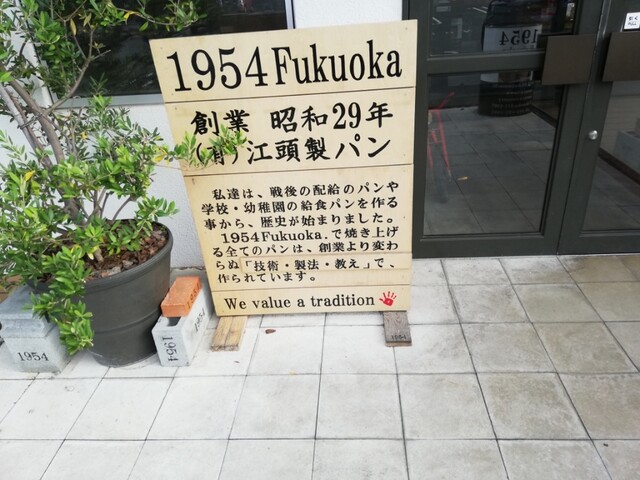 1954Fukuoka
創業 昭和29年
(有)江頭製パン
私達は、戦後の配給のパンや
学校・幼稚園の給食パンを作る
事から、歴史が始まりました。
1954Fukuoka.で焼き上げ
る全てのパンは、創業より変わ
らぬ「技術・製法・教え」で、
作られています。
We value a tradition
1954
1954
1954
1954